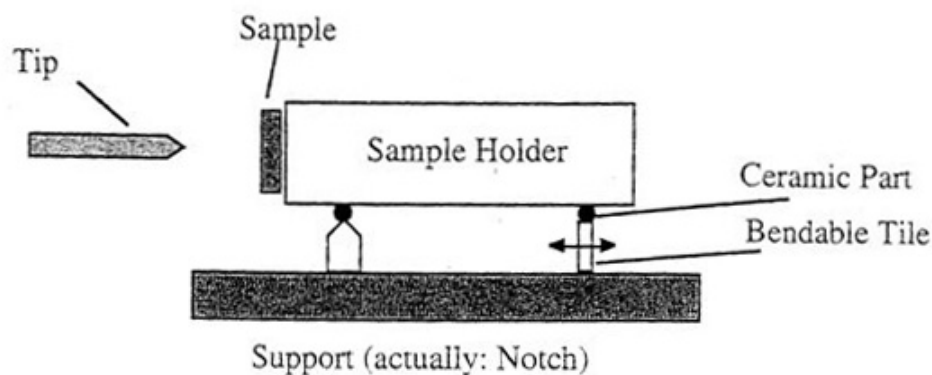 Sample
Tip
Sample Holder
Ceramic Part
Bendable Tile
Support (actually: Notch)